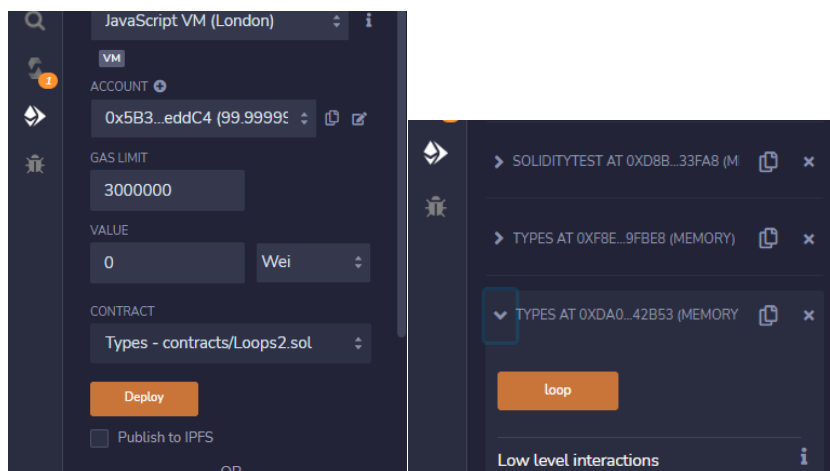 JavaScript VM (London)
VM
1
ACCOUNT
0x5B3...eddC4 (99.99999
GAS LIMIT
3000000
VALUE
0
Wei
CONTRACT
Types - contracts/Loops2.sol
Deploy
Publish to IPFS
OR
SOLIDITYTEST AT 0XD8B...33FA8 (M
TYPES AT 0XF8E...9FBE8 (MEMORY)
TYPES AT 0XDA0...42B53 (MEMORY
loop
Low level interactions